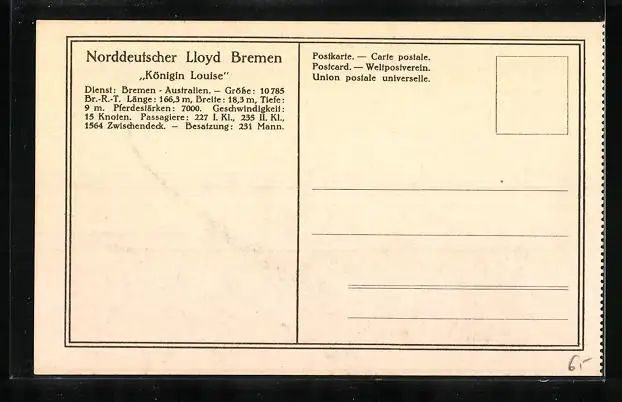 Norddeutscher Lloyd Bremen
„Königin Louise“
Dienst: Bremen - Australien. — Größe: 10785
Br.-R.-T. Länge: 166,3 m, Breite: 18,3 m, Tiefe:
9 m. Pferdestärken: 7000. Geschwindigkeit:
15 Knoten. Passagiere: 227 I. Kl., 235 II. Kl.,
1564 Zwischendeck. — Besatzung: 231 Mann.
Postkarte. — Carte postale.
Postcard. — Weltpostverein.
Union postale universelle.
6,-